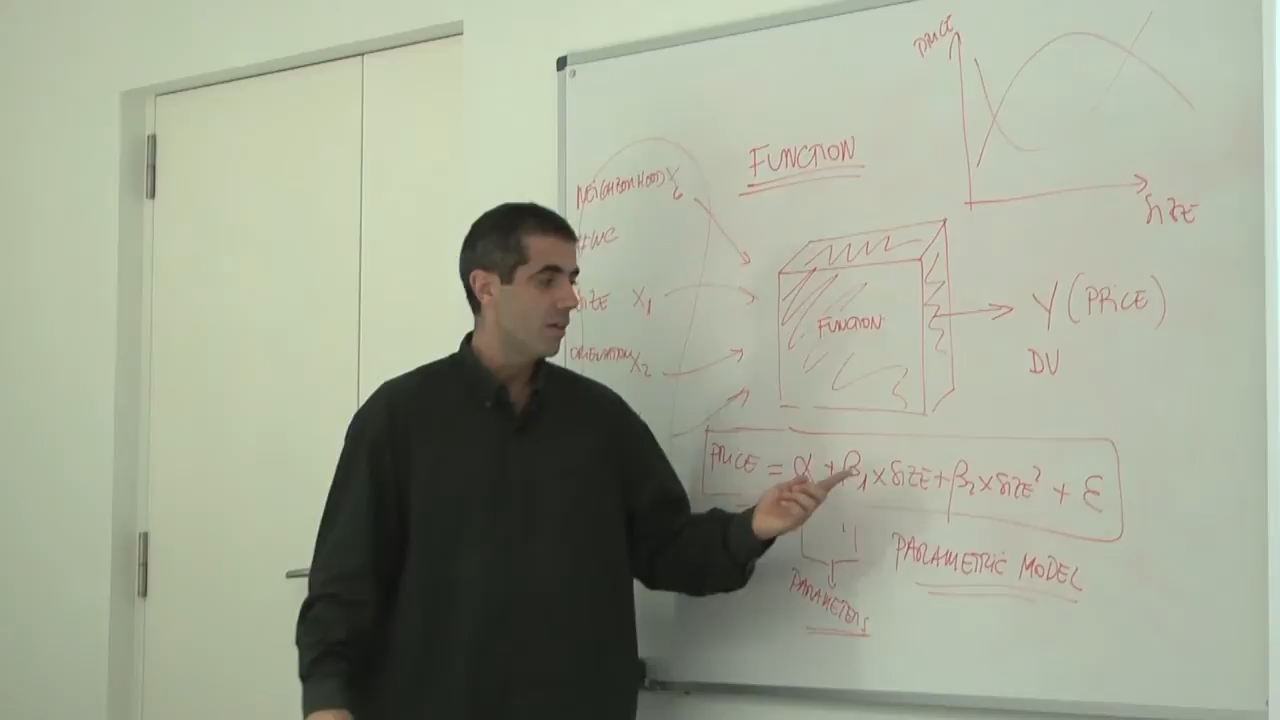 PRICE
SIZE
FUNCTION
NEIGHBORHOOD X6
SIZE X1
ORIENTATION X2
FUNCTION
Y (PRICE)
DV
PRICE = α + β1 × SIZE + β2 × SIZE² + ε
PARAMETERS
PARAMETRIC MODEL